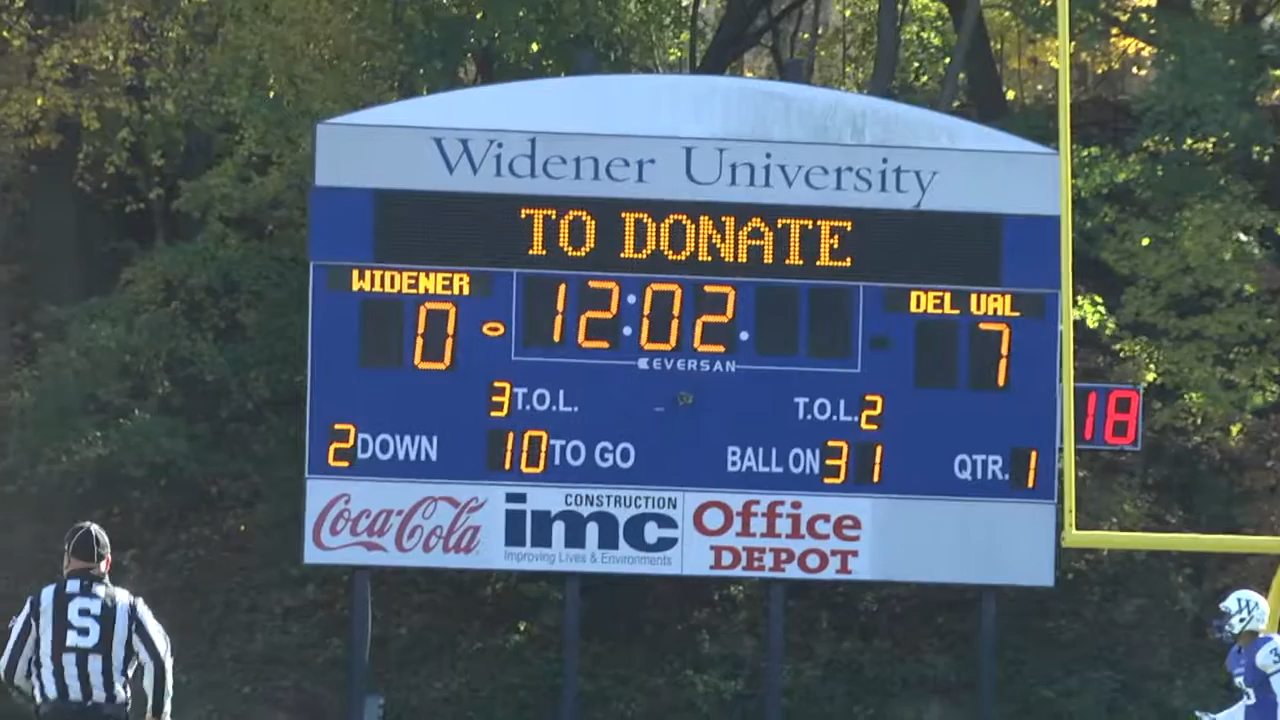 Widener University
TO DONATE
WIDENER 12:02. DEL VAL
0 7
EVERSAN
3 T.O.L. T.O.L. 2
18
2 DOWN 10 TO GO BALL ON 31 QTR. 1
Coca-Cola
CONSTRUCTION
imc
Improving Lives & Environments
Office
DEPOT
S
W
3